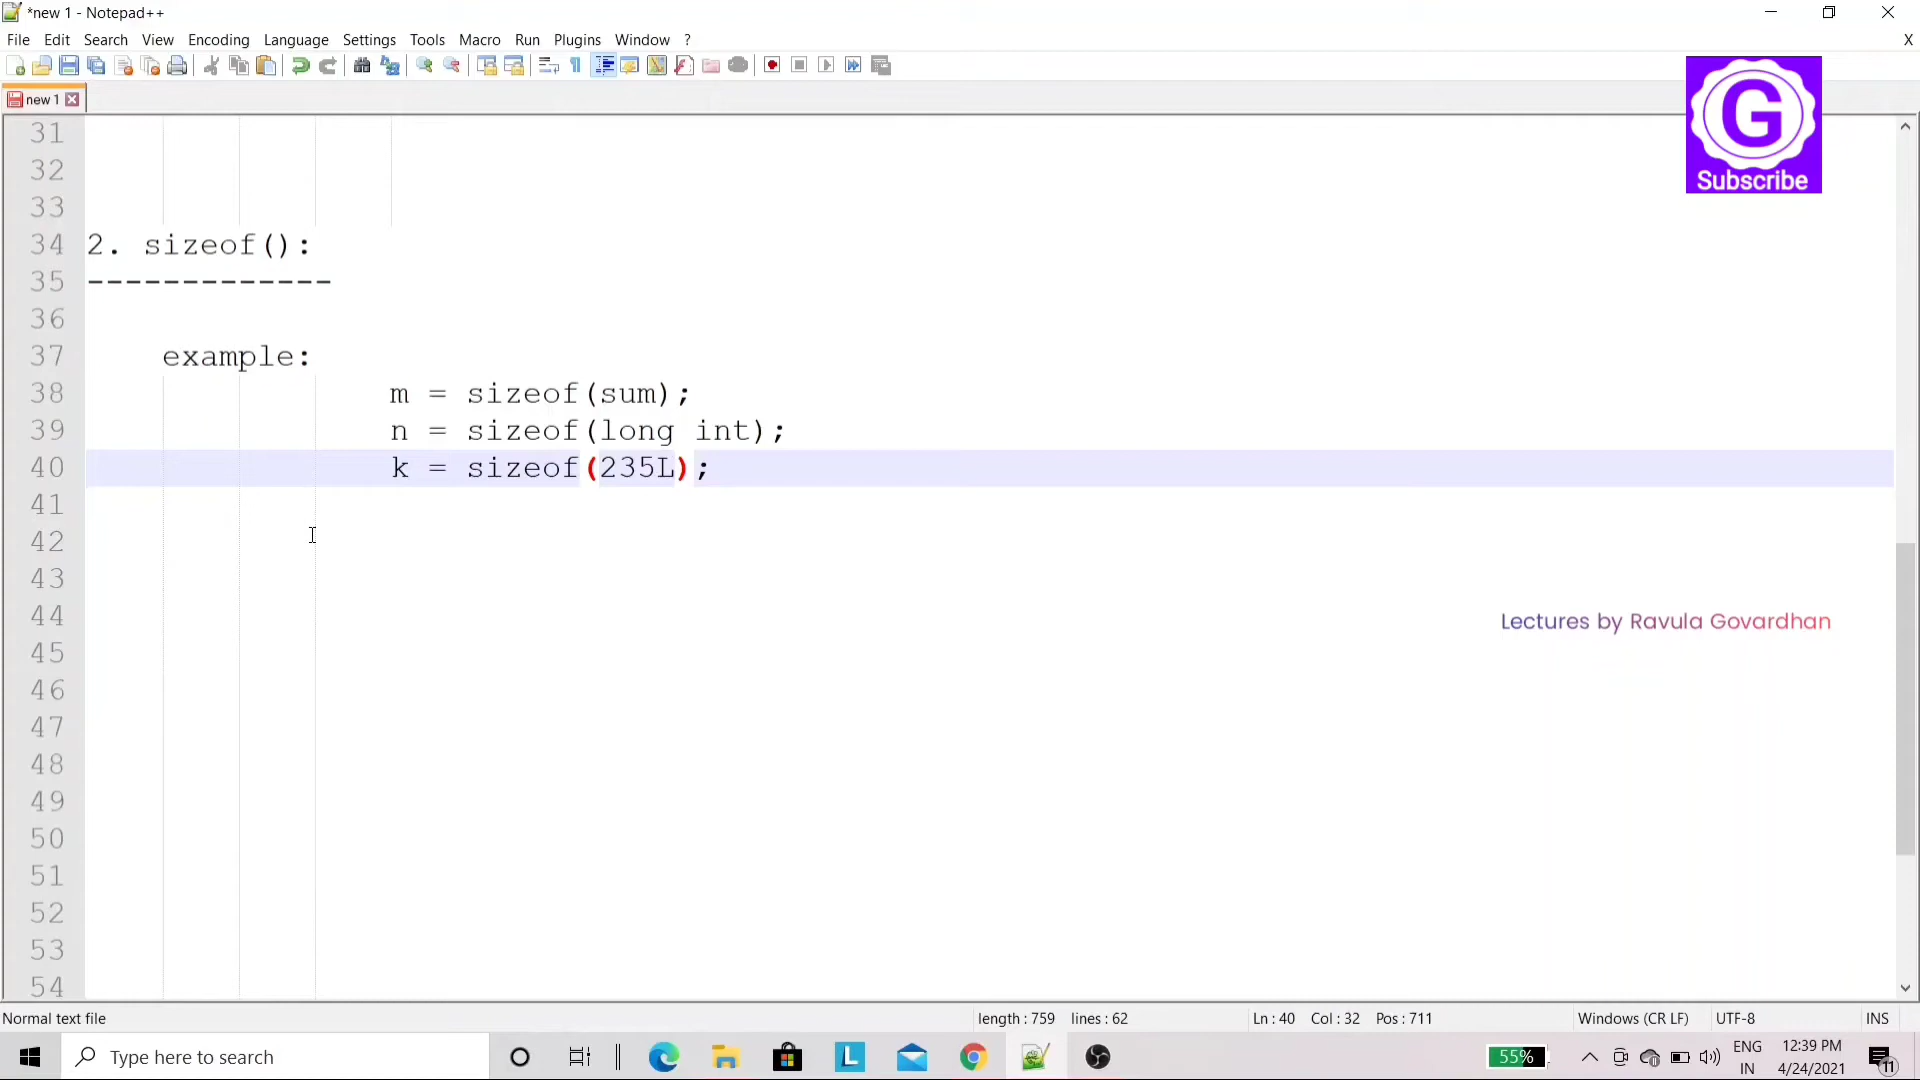 *new 1 - Notepad++
File Edit Search View Encoding Language Settings Tools Macro Run Plugins Window ?
X
new 1
G
Subscribe
31
32
33
34 2. sizeof():
35 -------------
36
37 example:
38 m = sizeof(sum);
39 n = sizeof(long int);
40 k = sizeof(235L);
41
42
43
44
Lectures by Ravula Govardhan
45
46
47
48
49
50
51
52
53
54
Normal text file length : 759 lines : 62 Ln : 40 Col : 32 Pos : 711 Windows (CR LF) UTF-8 INS
Type here to search
L
55%
ENG
IN
12:39 PM
4/24/2021
11